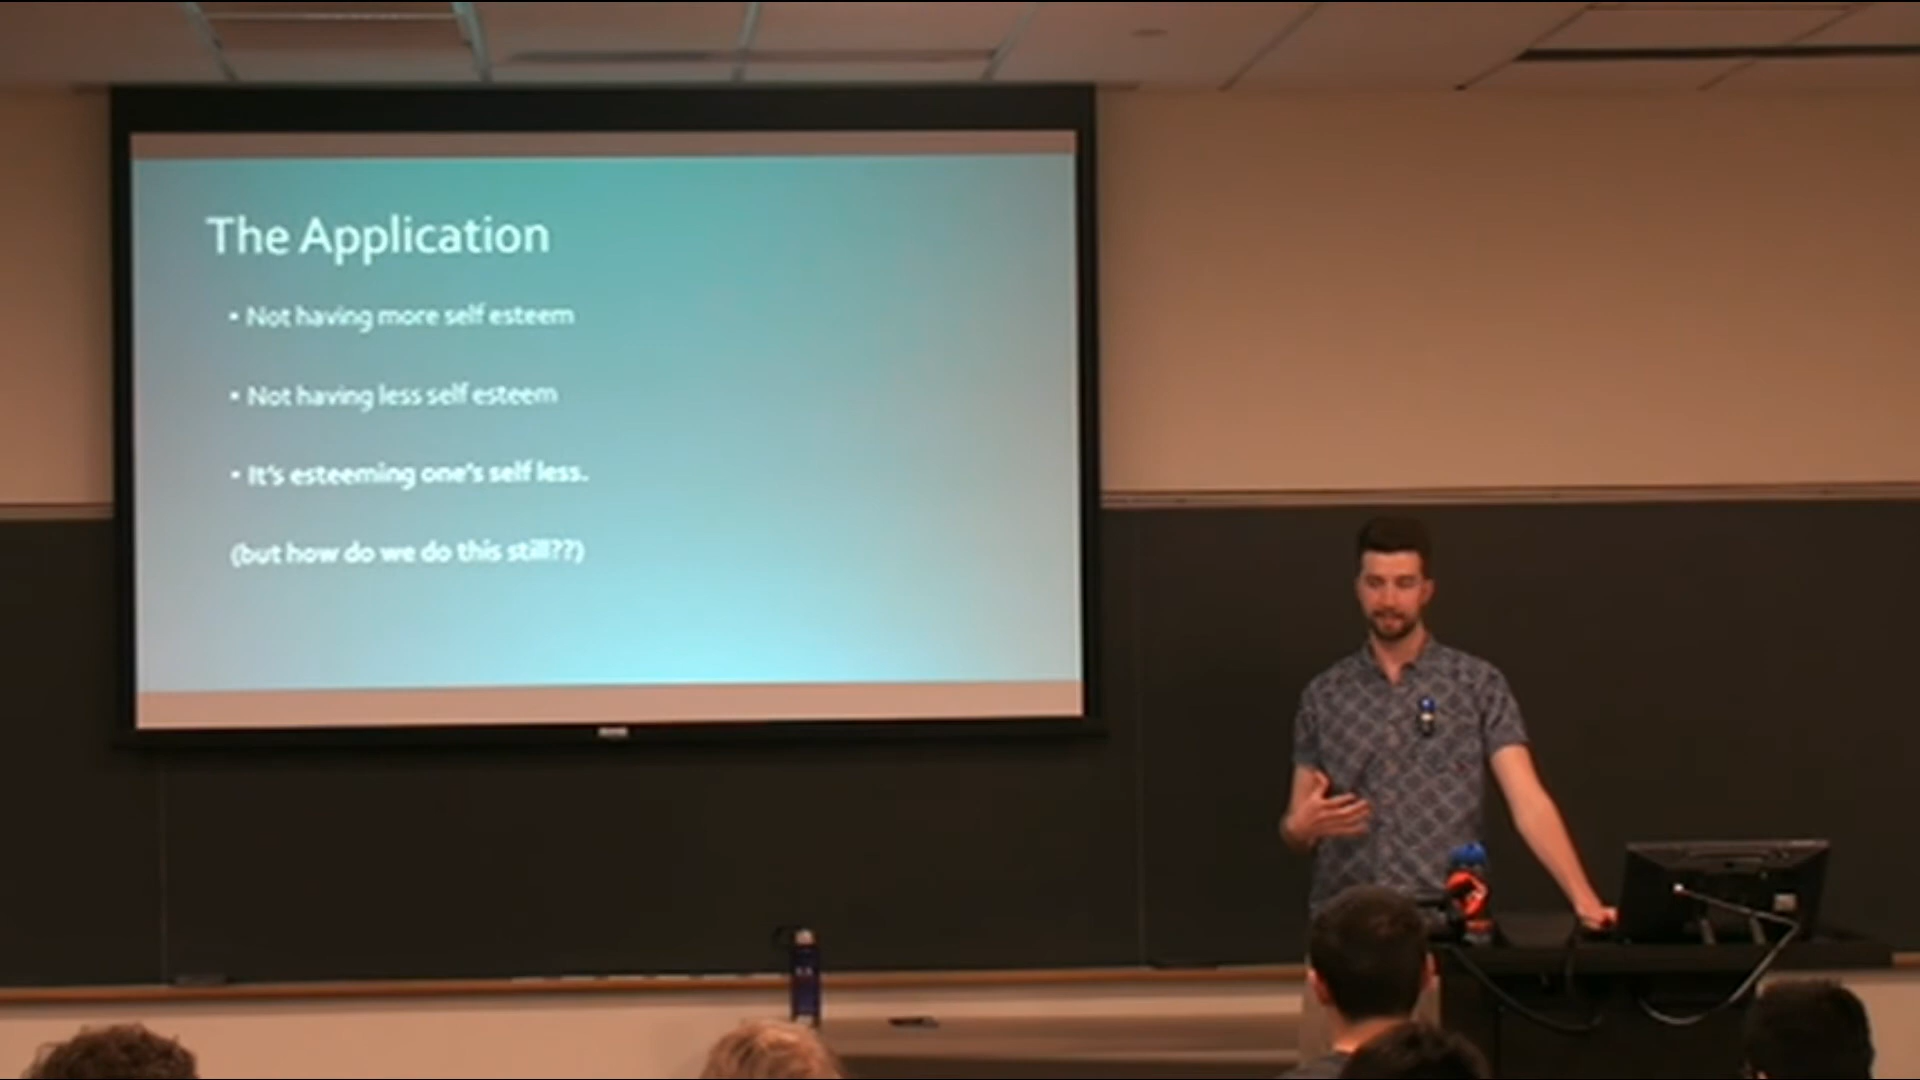 The Application
▪ Not having more self esteem
▪ Not having less self esteem
▪ It's esteeming one's self less.
(but how do we do this still??)